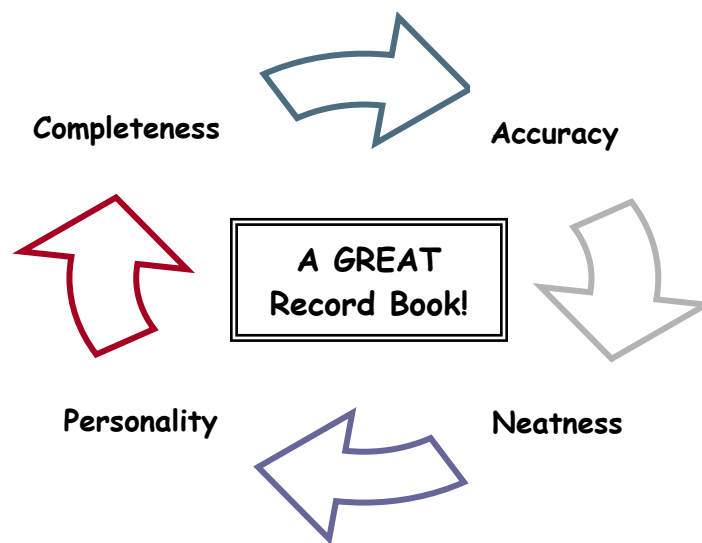 Completeness
Accuracy
A GREAT
Record Book!
Personality
Neatness